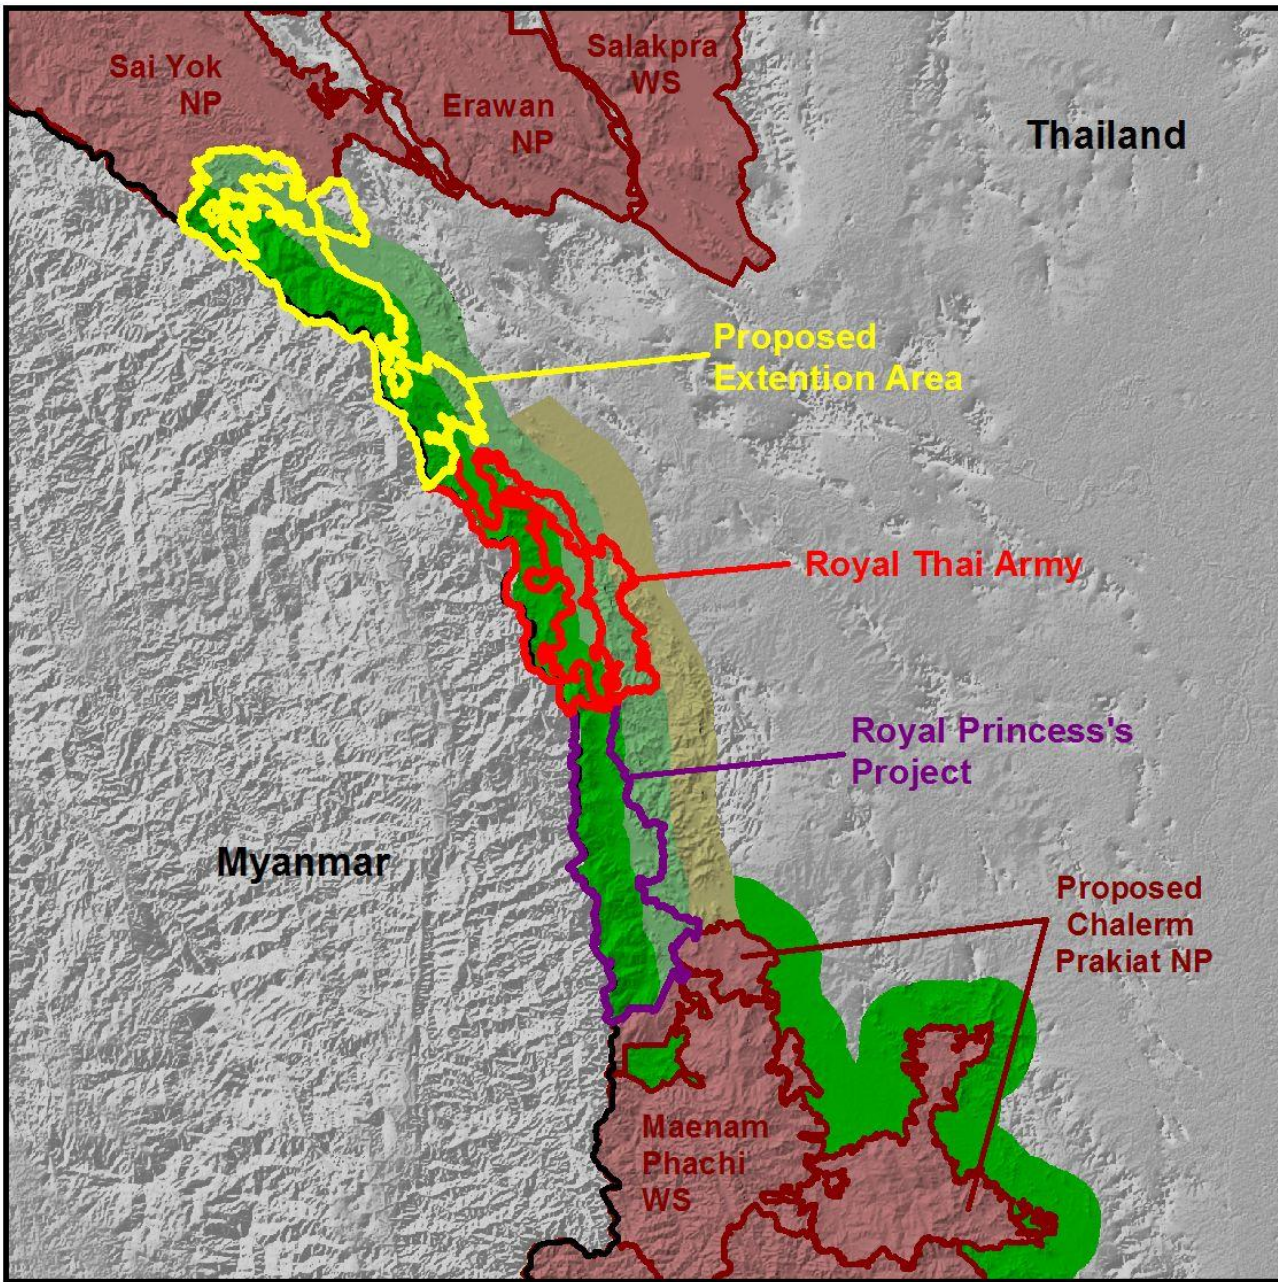 Sai Yok
NP
Erawan
NP
Salakpra
WS
Thailand
Proposed
Extention Area
Royal Thai Army
Royal Princess's
Project
Myanmar
Proposed
Chalerm
Prakiat NP
Maenam
Phachi
WS